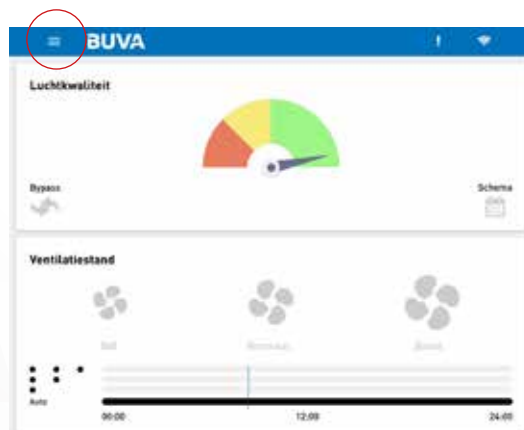 BUVA
Luchtkwaliteit
Bypass
Schema
Ventilatiestand
Auto
00:00 12:00 24:00